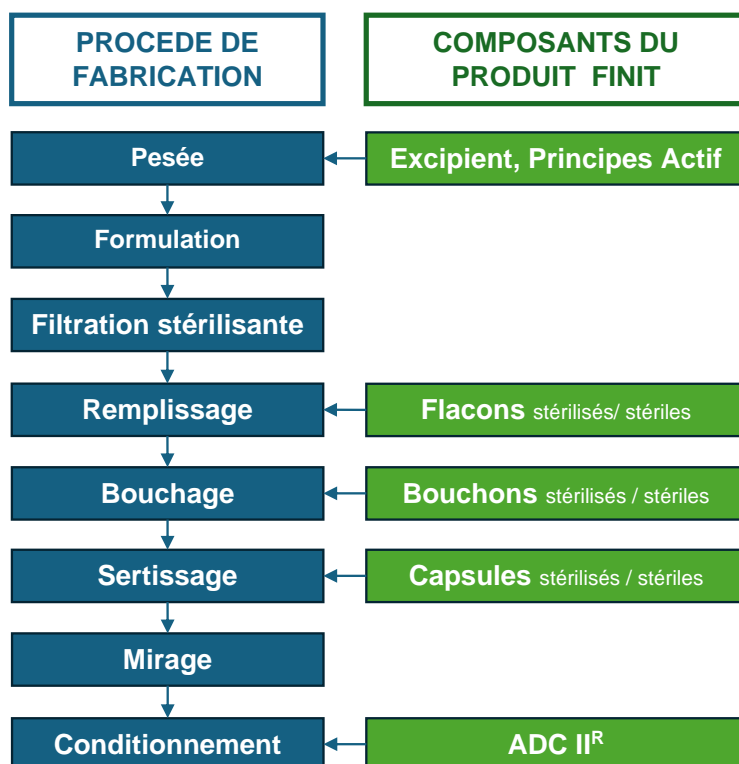 PROCEDE DE
FABRICATION
COMPOSANTS DU
PRODUIT FINIT
Pesée
Excipient, Principes Actif
Formulation
Filtration stérilisante
Remplissage
Flacons stérilisés/ stériles
Bouchage
Bouchons stérilisés / stériles
Sertissage
Capsules stérilisés / stériles
Mirage
Conditionnement
ADC IIᴿ